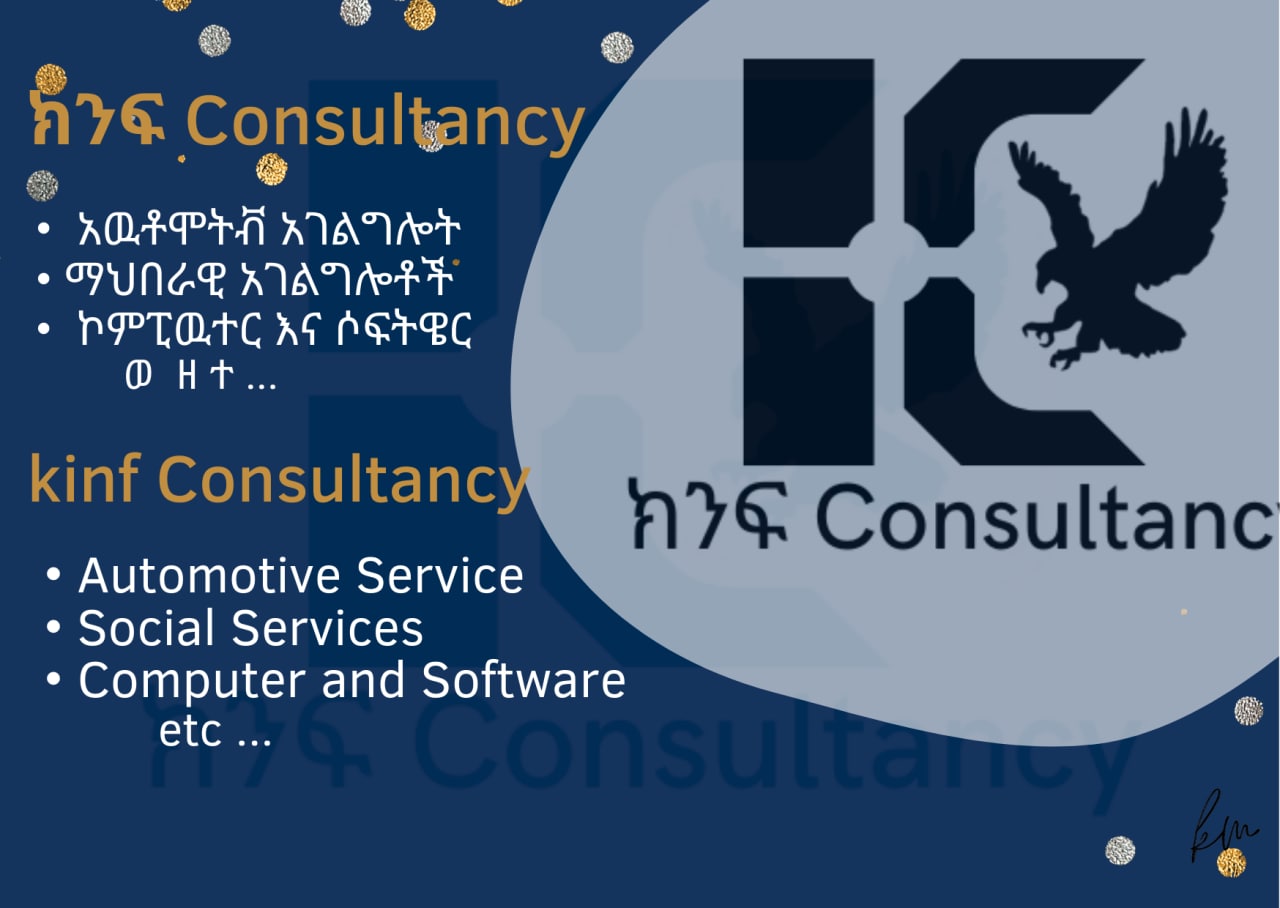 ክንፍ Consultancy
• አዉቶሞትቭ አገልግሎት
• ማህበራዊ አገልግሎቶች
• ኮምፒዉተር እና ሶፍትዌር
ወ ዘ ተ ...
kinf Consultancy
• Automotive Service
• Social Services
• Computer and Software
etc ...
KC
ክንፍ Consultancy
ክንፍ Consultancy
km